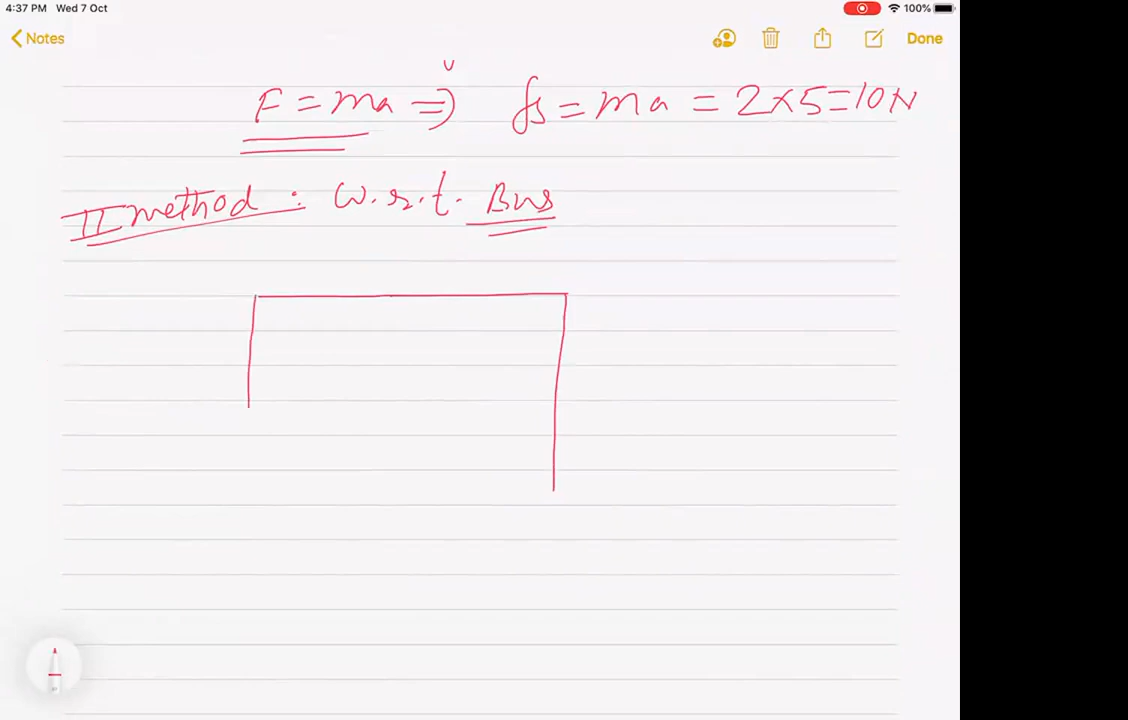 4:37 PM Wed 7 Oct 100%
Notes Done
F = ma ⇒ fs = ma = 2×5=10N
II method : w.r.t. Bus